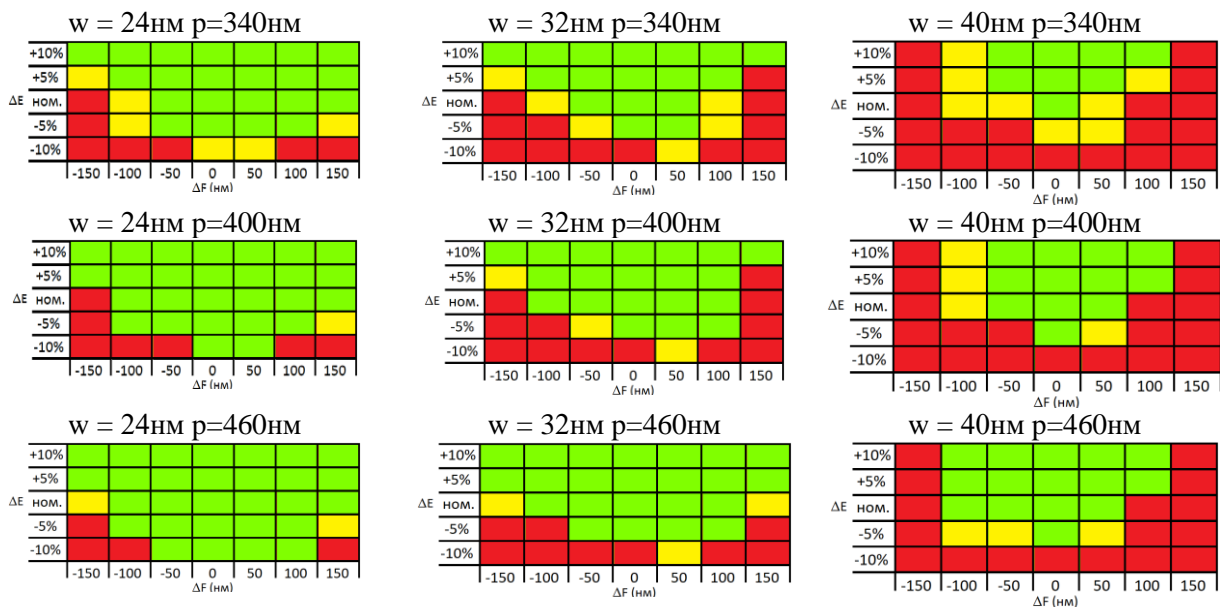 w = 24нм p=340нм
+10%
+5%
ΔE ном.
-5%
-10%
-150 -100 -50 0 50 100 150
ΔF (нм)
w = 32нм p=340нм
+10%
+5%
ΔE ном.
-5%
-10%
-150 -100 -50 0 50 100 150
ΔF (нм)
w = 40нм p=340нм
+10%
+5%
ΔE ном.
-5%
-10%
-150 -100 -50 0 50 100 150
ΔF (нм)
w = 24нм p=400нм
+10%
+5%
ΔE ном.
-5%
-10%
-150 -100 -50 0 50 100 150
ΔF (нм)
w = 32нм p=400нм
+10%
+5%
ΔE ном.
-5%
-10%
-150 -100 -50 0 50 100 150
ΔF (нм)
w = 40нм p=400нм
+10%
+5%
ΔE ном.
-5%
-10%
-150 -100 -50 0 50 100 150
ΔF (нм)
w = 24нм p=460нм
+10%
+5%
ΔE ном.
-5%
-10%
-150 -100 -50 0 50 100 150
ΔF (нм)
w = 32нм p=460нм
+10%
+5%
ΔE ном.
-5%
-10%
-150 -100 -50 0 50 100 150
ΔF (нм)
w = 40нм p=460нм
+10%
+5%
ΔE ном.
-5%
-10%
-150 -100 -50 0 50 100 150
ΔF (нм)